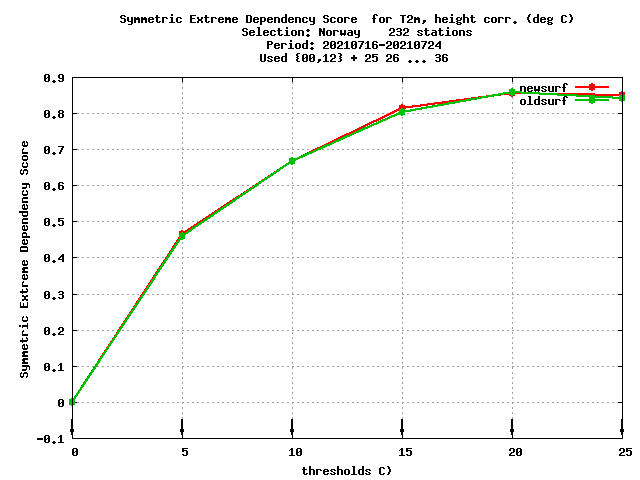 Symmetric Extreme Dependency Score  for T2m, height corr. (deg C)
Selection: Norway    232 stations
Period: 20210716-20210724
Used {00,12} + 25 26 ... 36
newsurf
oldsurf
Symmetric Extreme Dependency Score
0.9
0.8
0.7
0.6
0.5
0.4
0.3
0.2
0.1
0
-0.1
0 5 10 15 20 25
thresholds C)